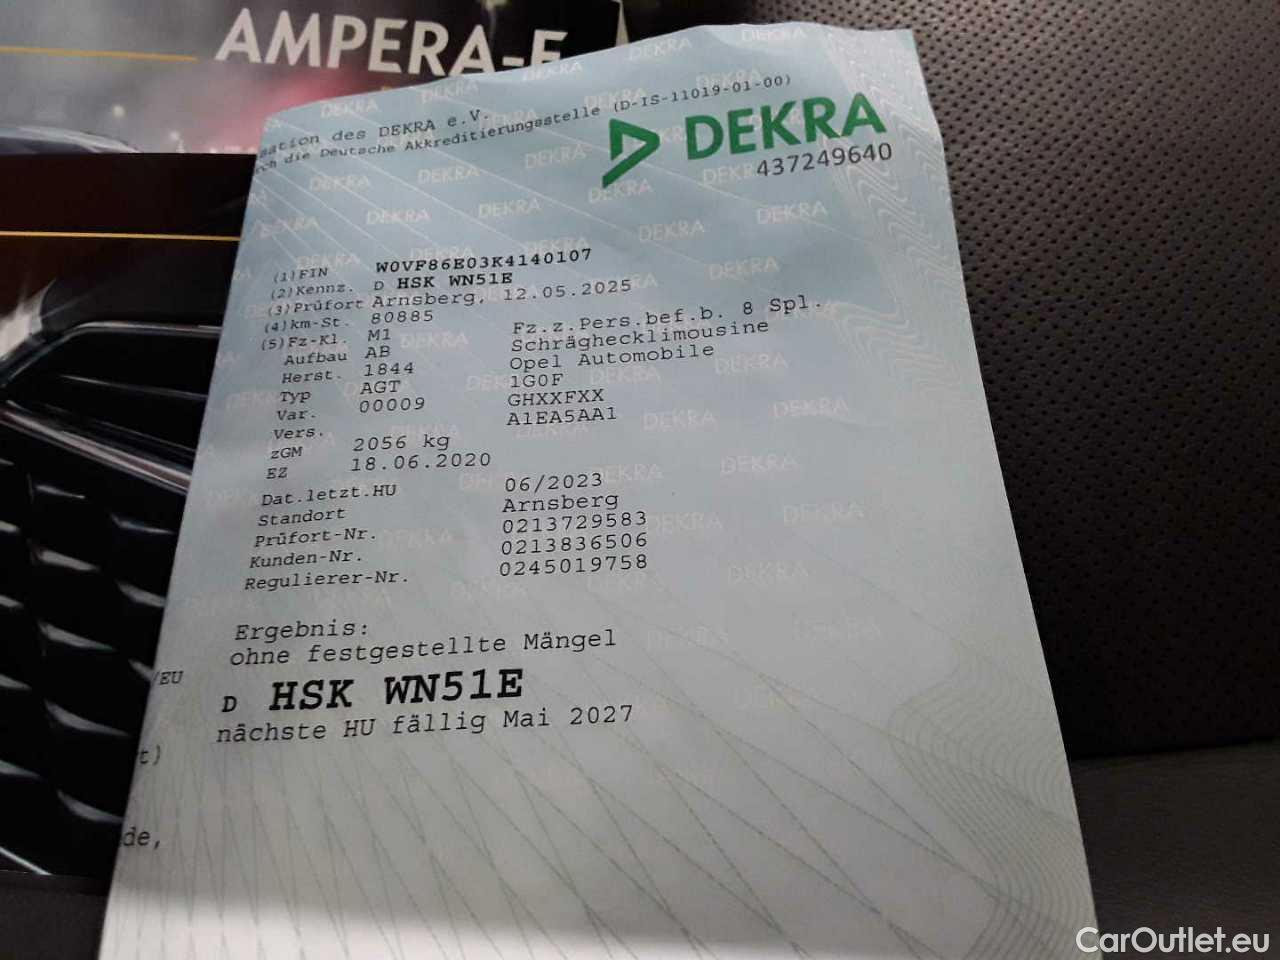 AMPERA-E
sation des DEKRA e.V.
rch die Deutsche Akkreditierungsstelle (D-IS-11019-01-00)
DEKRA
437249640
(1)FIN W0VF86E03K4140107
(2)Kennz. D HSK WN51E
(3)Prüfort Arnsberg, 12.05.2025
(4)km-St. 80885
(5)Fz-Kl. M1 Fz.z.Pers.bef.b. 8 Spl.
Aufbau AB Schräghecklimousine
Herst. 1844 Opel Automobile
Typ AGT 1G0F
Var. 00009 GHXXFXX
Vers. A1EA5AA1
zGM 2056 kg
EZ 18.06.2020
Dat.letzt.HU 06/2023
Standort Arnsberg
Prüfort-Nr. 0213729583
Kunden-Nr. 0213836506
Regulierer-Nr. 0245019758
Ergebnis:
ohne festgestellte Mängel
/EU
D HSK WN51E
nächste HU fällig Mai 2027
t)
de,
CarOutlet.eu